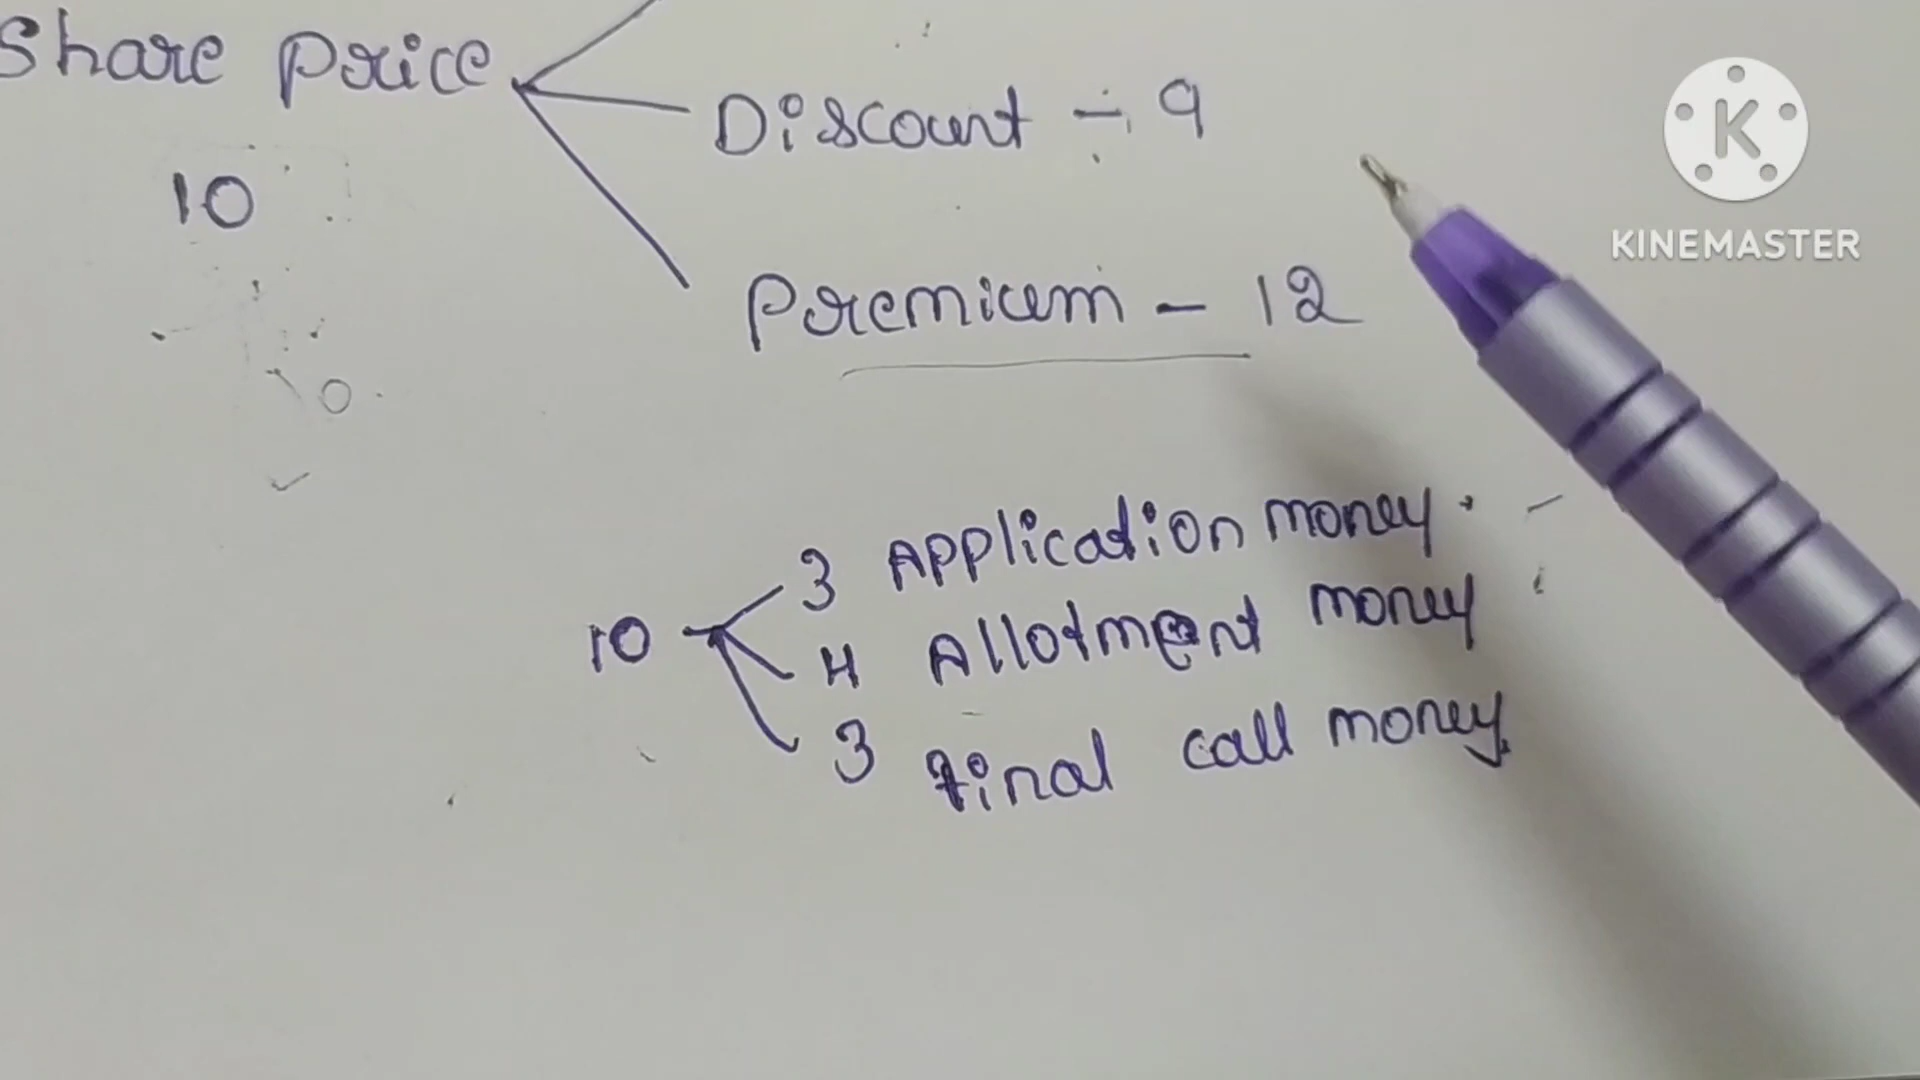 Share price
Discount - 9
10
Premium - 12
KINEMASTER
3 Application money.
10
4 Allotment money
3 final call money.